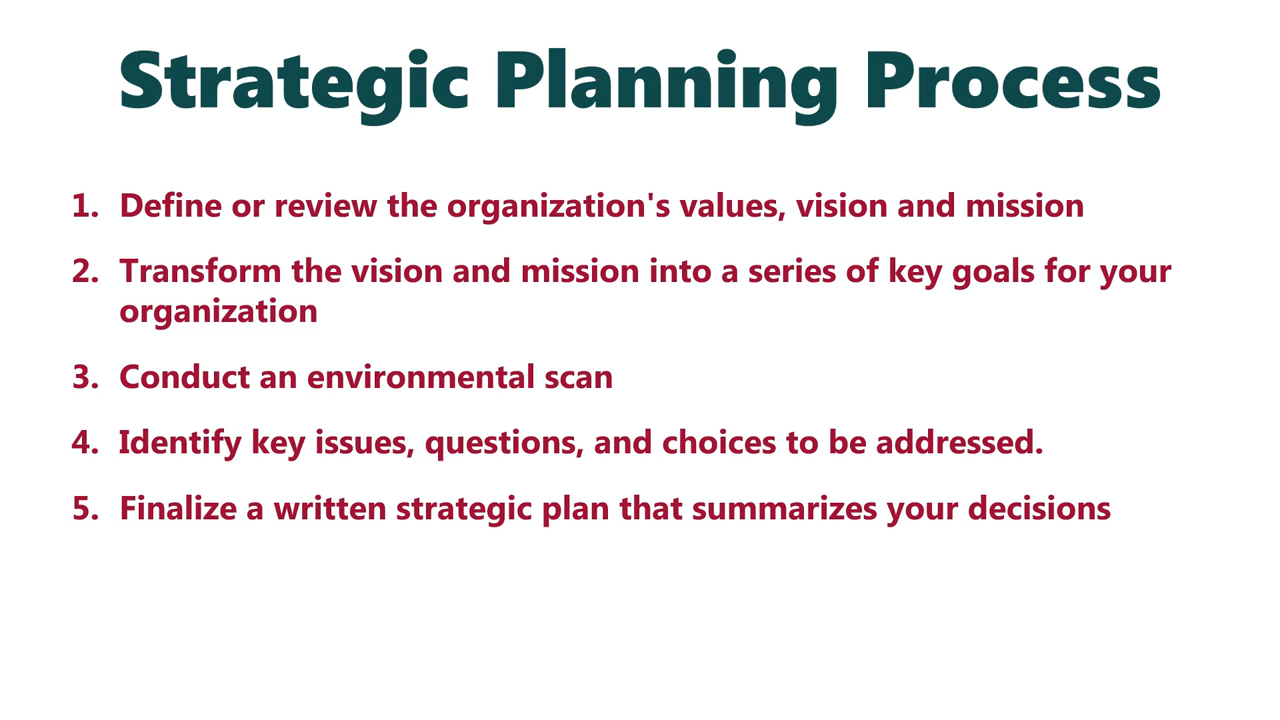 Strategic Planning Process
1. Define or review the organization's values, vision and mission
2. Transform the vision and mission into a series of key goals for your
organization
3. Conduct an environmental scan
4. Identify key issues, questions, and choices to be addressed.
5. Finalize a written strategic plan that summarizes your decisions